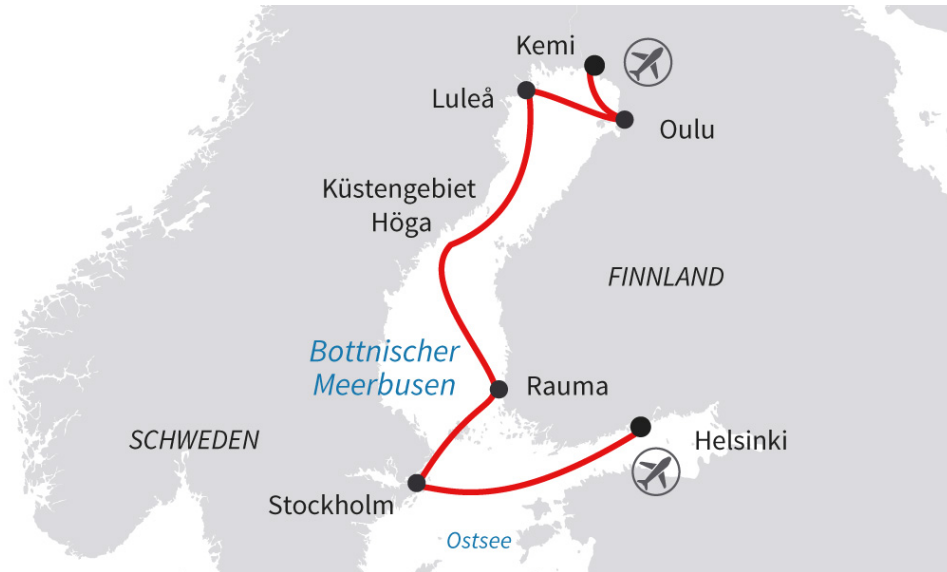 Kemi
Luleå
Oulu
Küstengebiet
Höga
FINNLAND
Bottnischer
Meerbusen
Rauma
SCHWEDEN
Helsinki
Stockholm
Ostsee